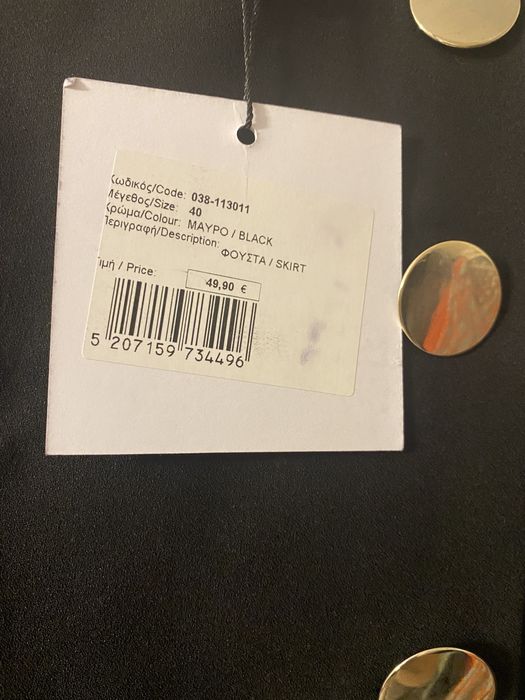 Κωδικός/Code: 038-113011
Μέγεθος/Size: 40
Χρώμα/Colour: ΜΑΥΡΟ / BLACK
Περιγραφή/Description:
ΦΟΥΣΤΑ / SKIRT
Τιμή / Price: 49,90 €
5 207159 734496